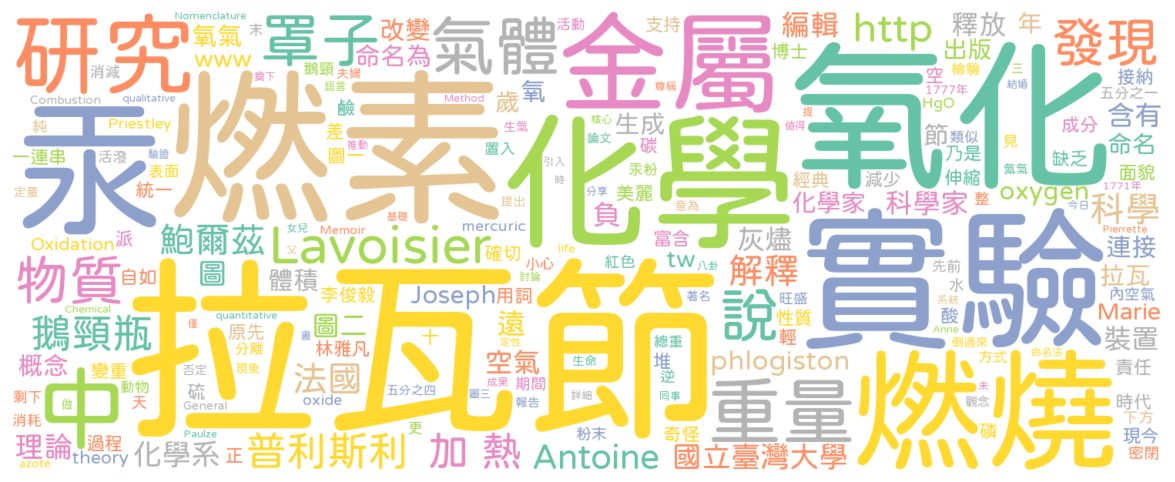 Nomenclature 末 罩子 改變 氣體 活動 支持 編輯 http 釋放 年 發現
研究 氧氣 www 鵝頸 命名為 夫婦 金屬 博士 出版 接納
消滅 奠下 語言 歲 氧 尊稱 空 檢驗 三 結婚 五分之一
Combustion qualitative 鹼 Method 核心 提 1777年 氧化 含有
純 Priestley 差 生氣 論文 生成 值得 HgO 成分 命名
汞 燃素 化學 節 類似 見 缺乏
一連串 活潑 驗證 圖一 推動 置入 汞粉 碳 引入 乃是 氮氣 面貌
定量 表面 減少 經典 伸縮 1771年
統一 提出 時 分享 美麗 化學家 科學家 整 oxygen 今日
女兒 基礎 意為 負 科學
Oxidation 派 Memoir Lavoisier mercuric 富含 灰燼 實驗 Pierrette
鮑爾茲 父 確切 life 連接
物質 自如 圖 體積 小心 紅色 tw 八卦 說 先前 拉瓦
討論 解釋 水 內空氣
Chemical 李俊毅 Joseph 用詞 著名 旺盛 系統 Marie
鵝頸瓶 quantitative 拉瓦節 性質 酸 Anne
僅 圖二 書 遠 十 總重 輕 倒過來 裝置
原先 定性 堆 phlogiston
概念 分離 林雅凡 空氣 生命 逆 重量 燃燒 方式 命名法 責任
變重 否定 現象 法國 五分之四 成果 期間 詳細 同事 未
剩下 動物 硫 oxide 圖三 報告 觀念 時代
中 做 天 General 更 磷 下方
消耗 Paulze 粉末 奇怪
理論 過程 化學系 正 普利斯利 加 熱 Antoine 國立臺灣大學 現今
azote theory 密閉